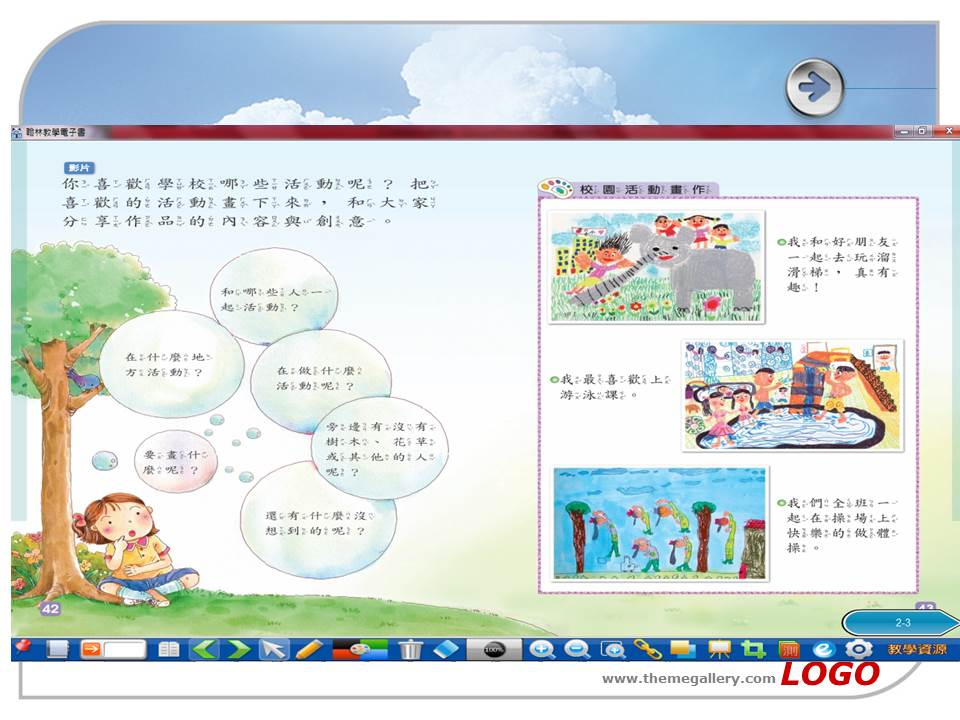 翰林教學電子書
影片
你喜歡學校哪些活動呢？把
喜歡的活動畫下來，和大家
分享作品的內容與創意。
和哪些人一
起活動？
在什麼地
方活動？
在做什麼
活動呢？
旁邊有沒有
樹木、花草
或其他的人
呢？
要畫什
麼呢？
還有什麼沒
想到的呢？
42
校園活動畫作
我和好朋友
一起去玩溜
滑梯，真有
趣！
我最喜歡上
游泳課。
我們全班一
起在操場上
快樂的做體
操。
43
2-3
100%
測
教學資源
www.themegallery.com
LOGO